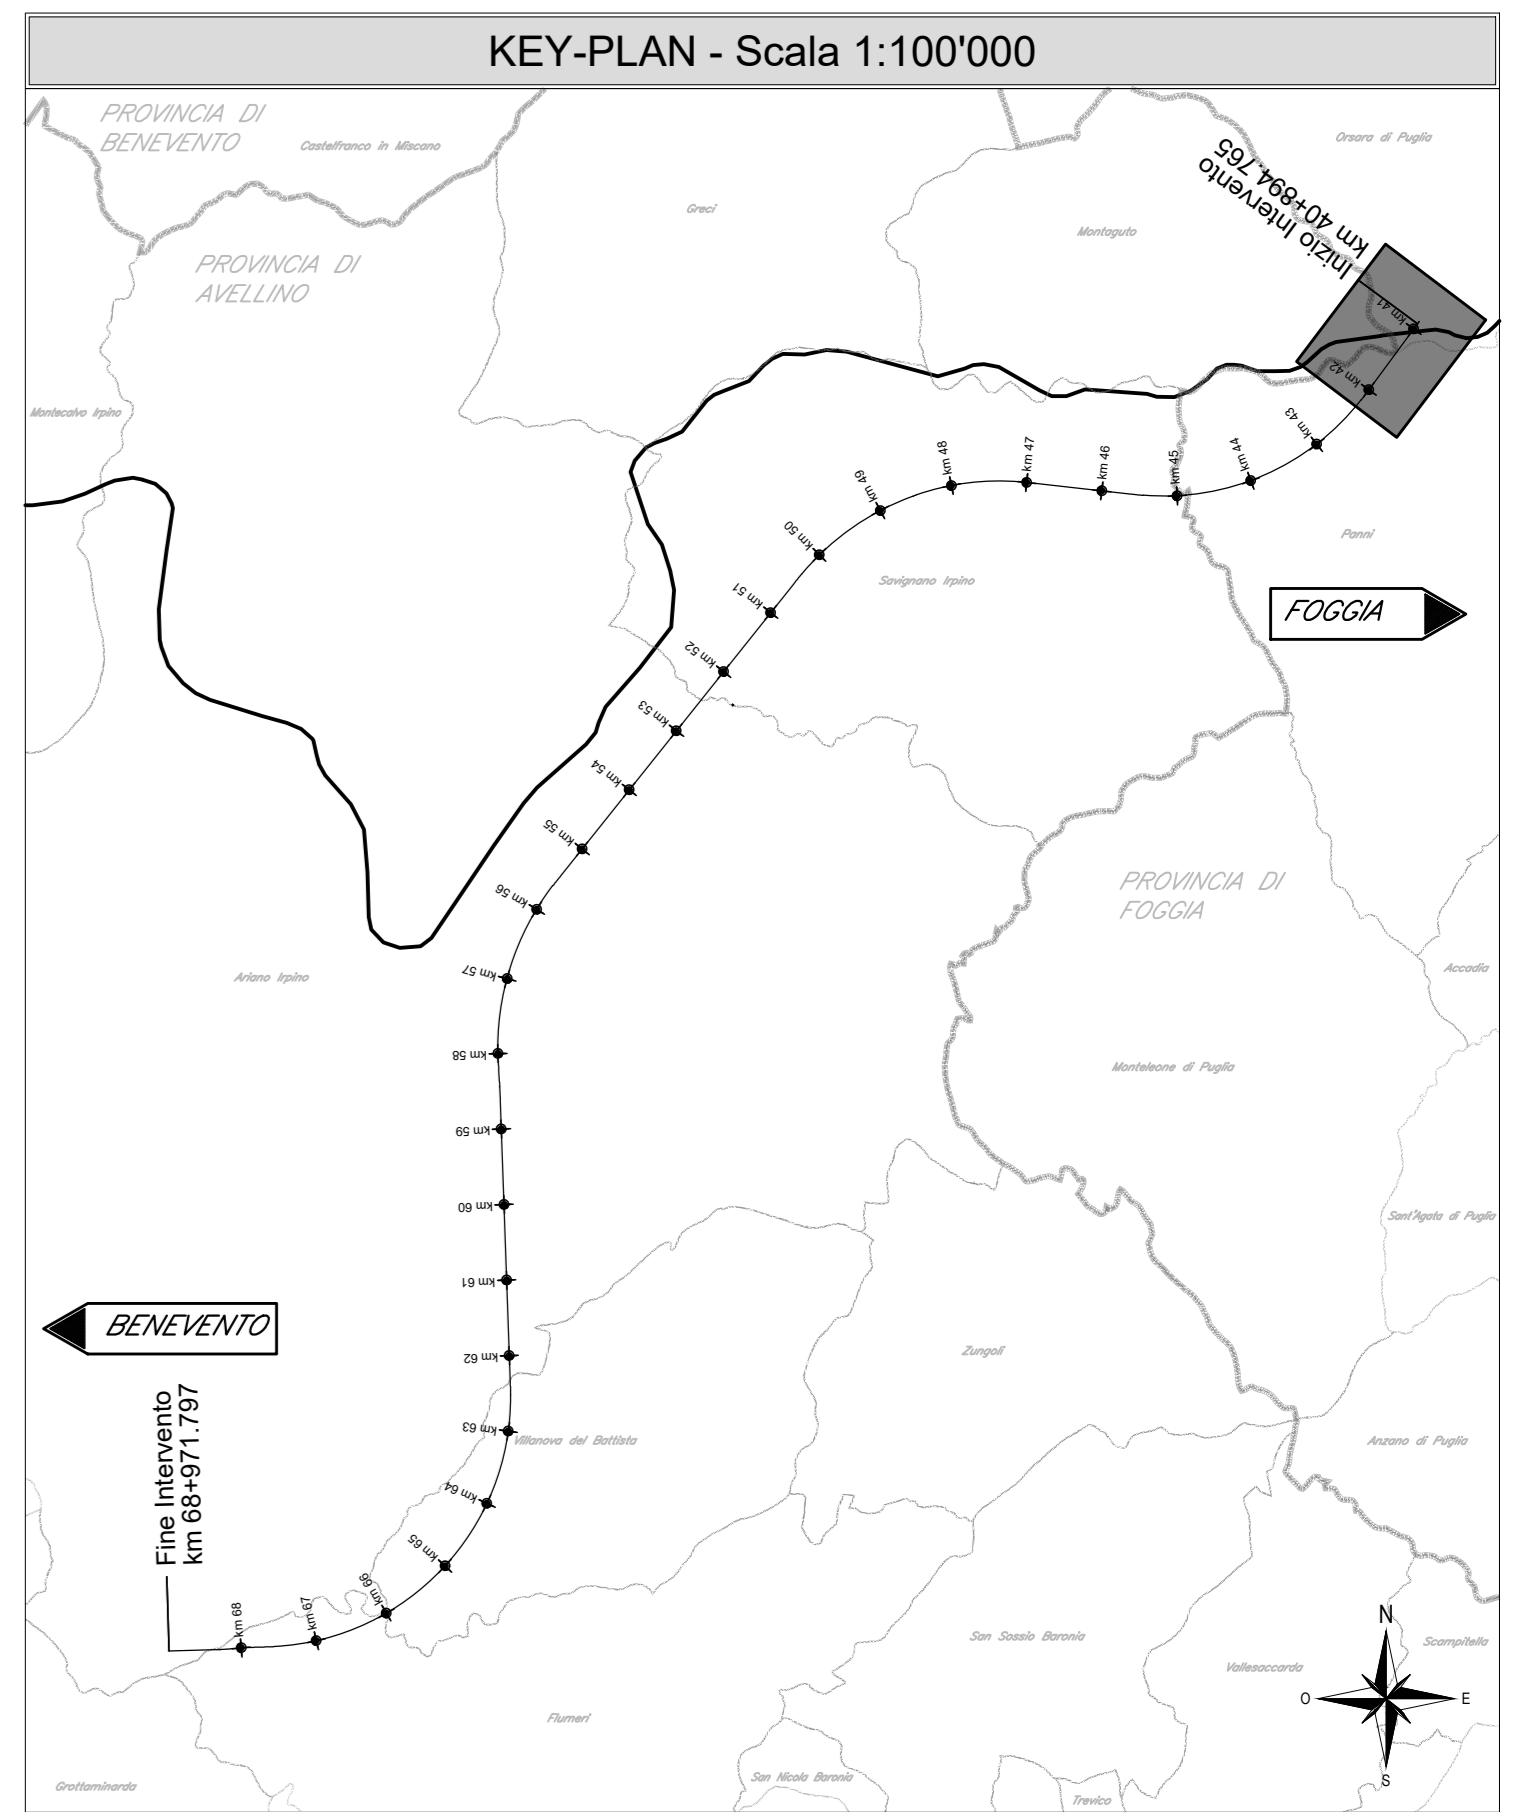 KEY-PLAN - Scala 1:100'000
PROVINCIA DI
BENEVENTO
Castelfranco in Miscano
Orsara di Puglia
Greci
Montaguto
Inizio Intervento
km 40+894.765
PROVINCIA DI
AVELLINO
km 41
km 42
Montecalvo Irpino
km 43
km 44
km 45
km 46
km 47
km 48
km 49
km 50
Panni
Savignano Irpino
km 51
FOGGIA
km 52
km 53
km 54
km 55
km 56
PROVINCIA DI
FOGGIA
km 57
Ariano Irpino
Accadia
km 58
Monteleone di Puglia
km 59
km 60
Sant'Agata di Puglia
km 61
BENEVENTO
km 62
Zungoli
km 63
Villanova del Battista
Anzano di Puglia
Fine Intervento
km 68+971.797
km 64
km 65
km 66
km 67
km 68
San Sossio Baronia
Vallesaccarda
Scampitella
N
O
E
S
Flumeri
Grottaminarda
San Nicola Baronia
Trevico